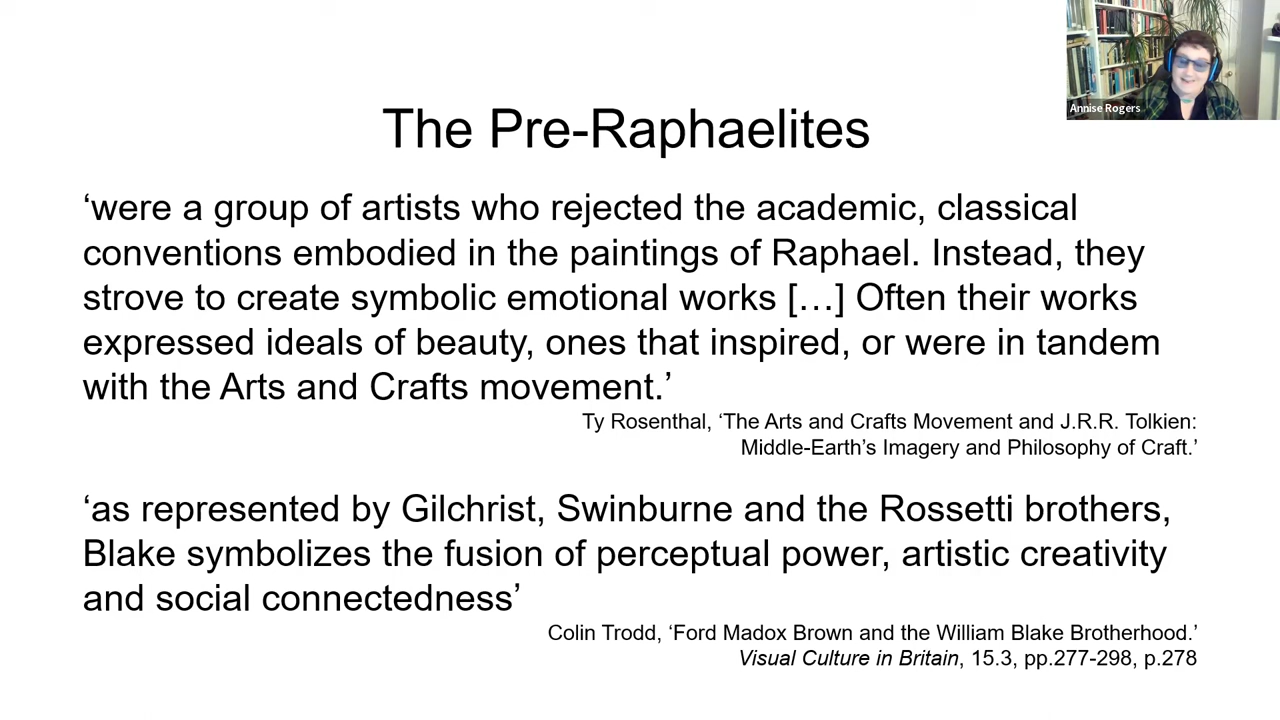 Annise Rogers
The Pre-Raphaelites
‘were a group of artists who rejected the academic, classical
conventions embodied in the paintings of Raphael. Instead, they
strove to create symbolic emotional works […] Often their works
expressed ideals of beauty, ones that inspired, or were in tandem
with the Arts and Crafts movement.’
Ty Rosenthal, ‘The Arts and Crafts Movement and J.R.R. Tolkien:
Middle-Earth’s Imagery and Philosophy of Craft.’
‘as represented by Gilchrist, Swinburne and the Rossetti brothers,
Blake symbolizes the fusion of perceptual power, artistic creativity
and social connectedness’
Colin Trodd, ‘Ford Madox Brown and the William Blake Brotherhood.’
Visual Culture in Britain, 15.3, pp.277-298, p.278